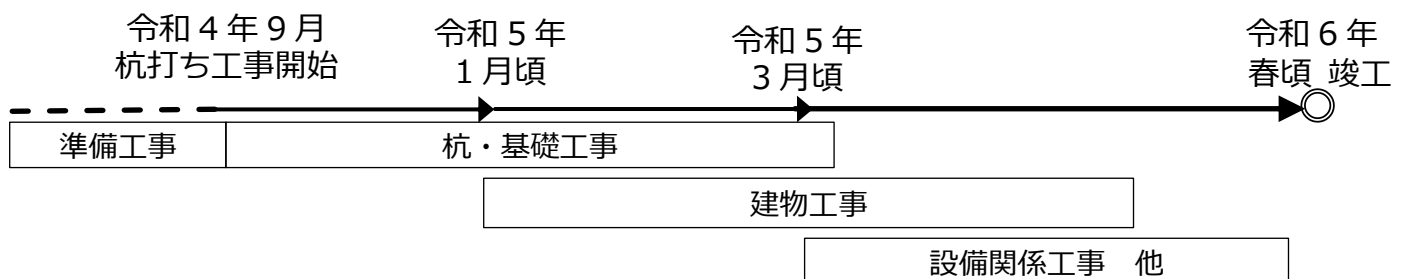 令和４年９月
杭打ち工事開始
令和５年
１月頃
令和５年
３月頃
令和６年
春頃 竣工
準備工事
杭・基礎工事
建物工事
設備関係工事　他